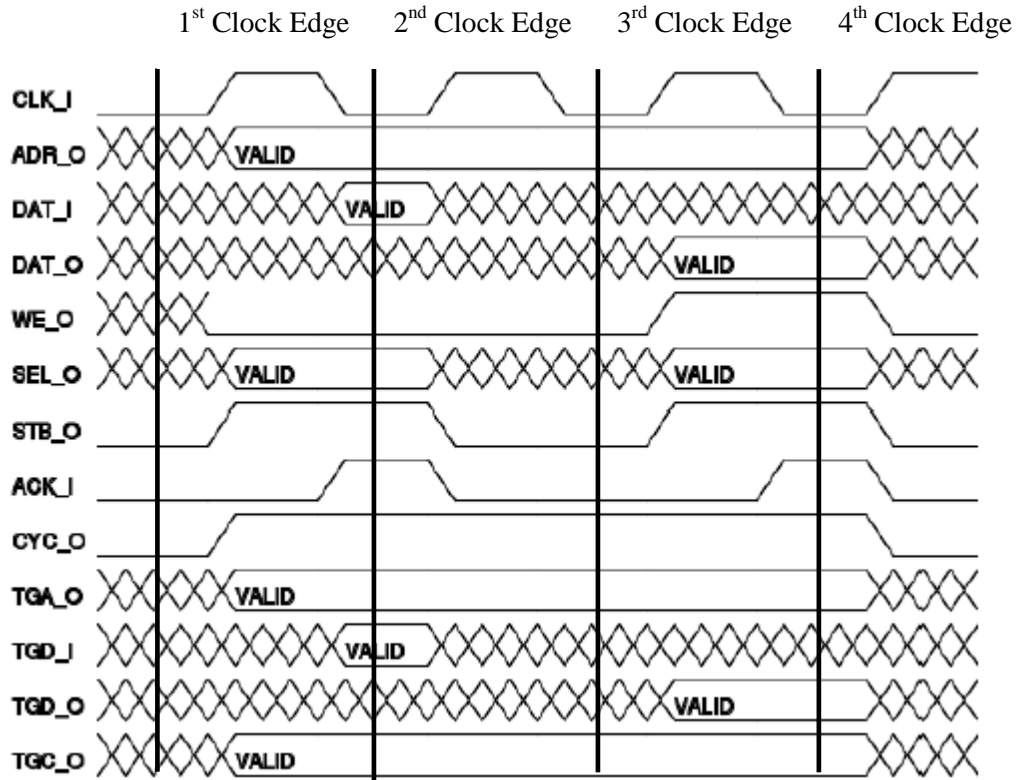 1st Clock Edge 2nd Clock Edge 3rd Clock Edge 4th Clock Edge
CLK_I
ADR_O VALID
DAT_I VALID
DAT_O VALID
WE_O
SEL_O VALID VALID
STB_O
ACK_I
CYC_O
TGA_O VALID
TGD_I VALID
TGD_O VALID
TGC_O VALID